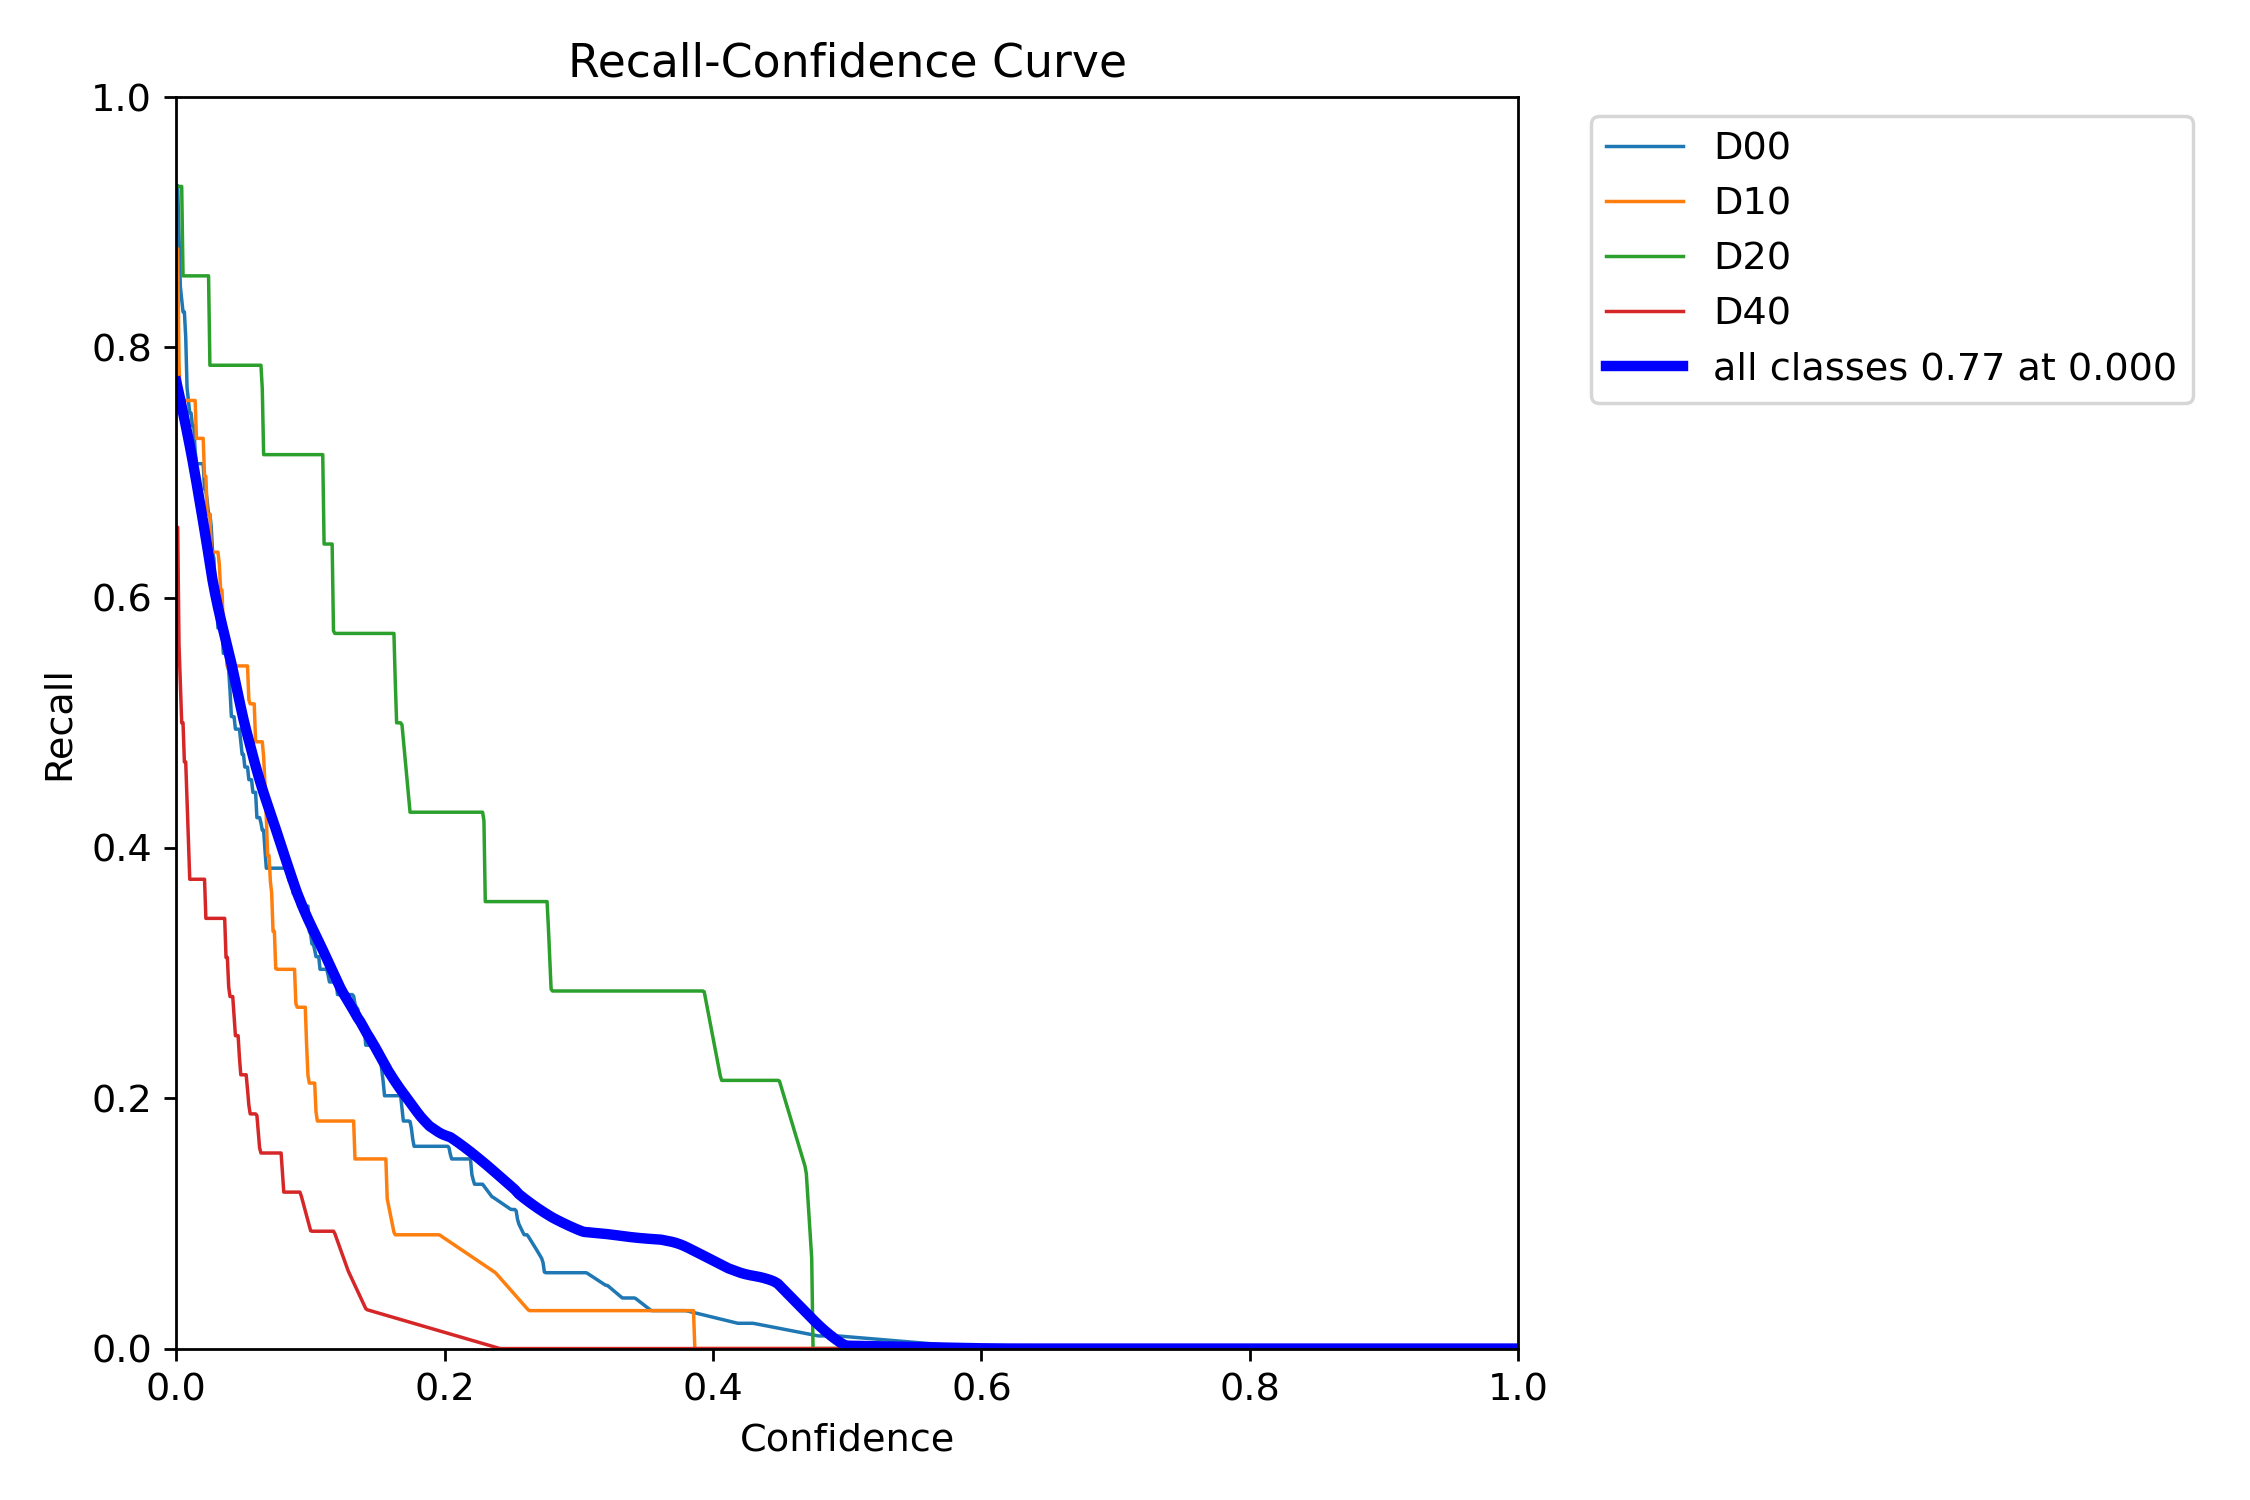 Recall-Confidence Curve
1.0
0.8
0.6
0.4
0.2
0.0
Recall
0.0 0.2 0.4 0.6 0.8 1.0
Confidence
D00
D10
D20
D40
all classes 0.77 at 0.000